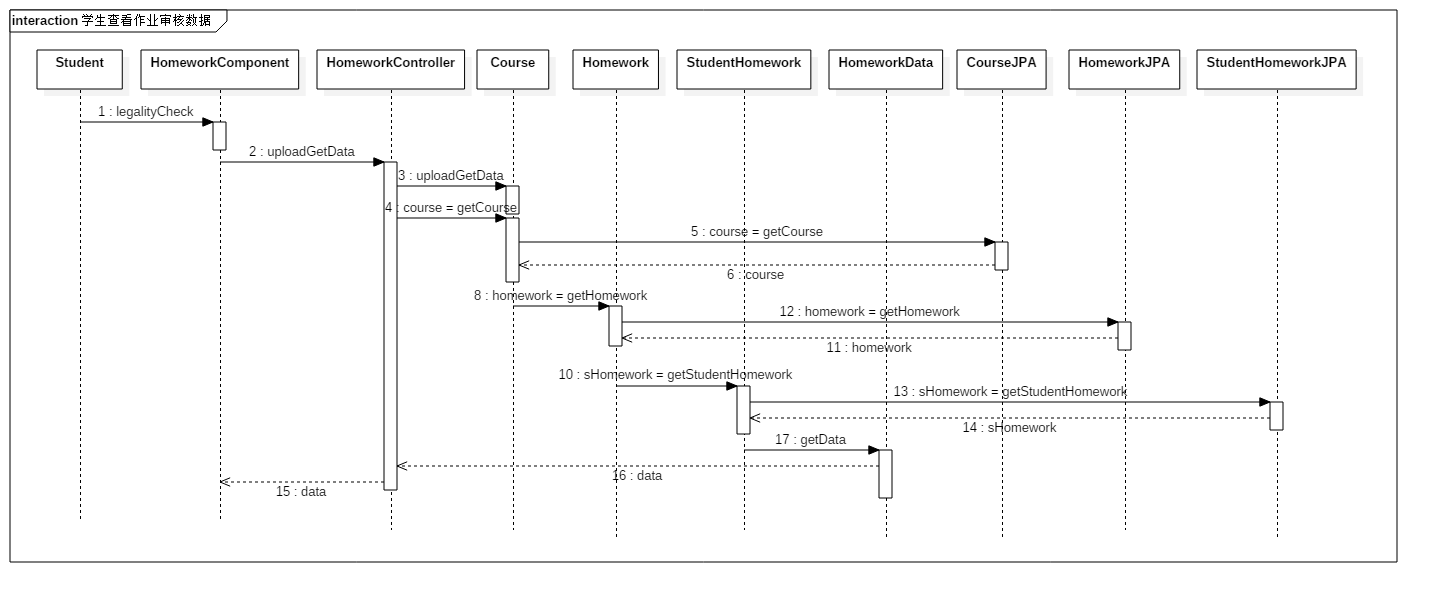 interaction 学生查看作业审核数据
Student
HomeworkComponent
HomeworkController
Course
Homework
StudentHomework
HomeworkData
CourseJPA
HomeworkJPA
StudentHomeworkJPA
1 : legalityCheck
2 : uploadGetData
3 : uploadGetData
4 : course = getCourse
5 : course = getCourse
6 : course
8 : homework = getHomework
12 : homework = getHomework
11 : homework
10 : sHomework = getStudentHomework
13 : sHomework = getStudentHomework
14 : sHomework
17 : getData
16 : data
15 : data